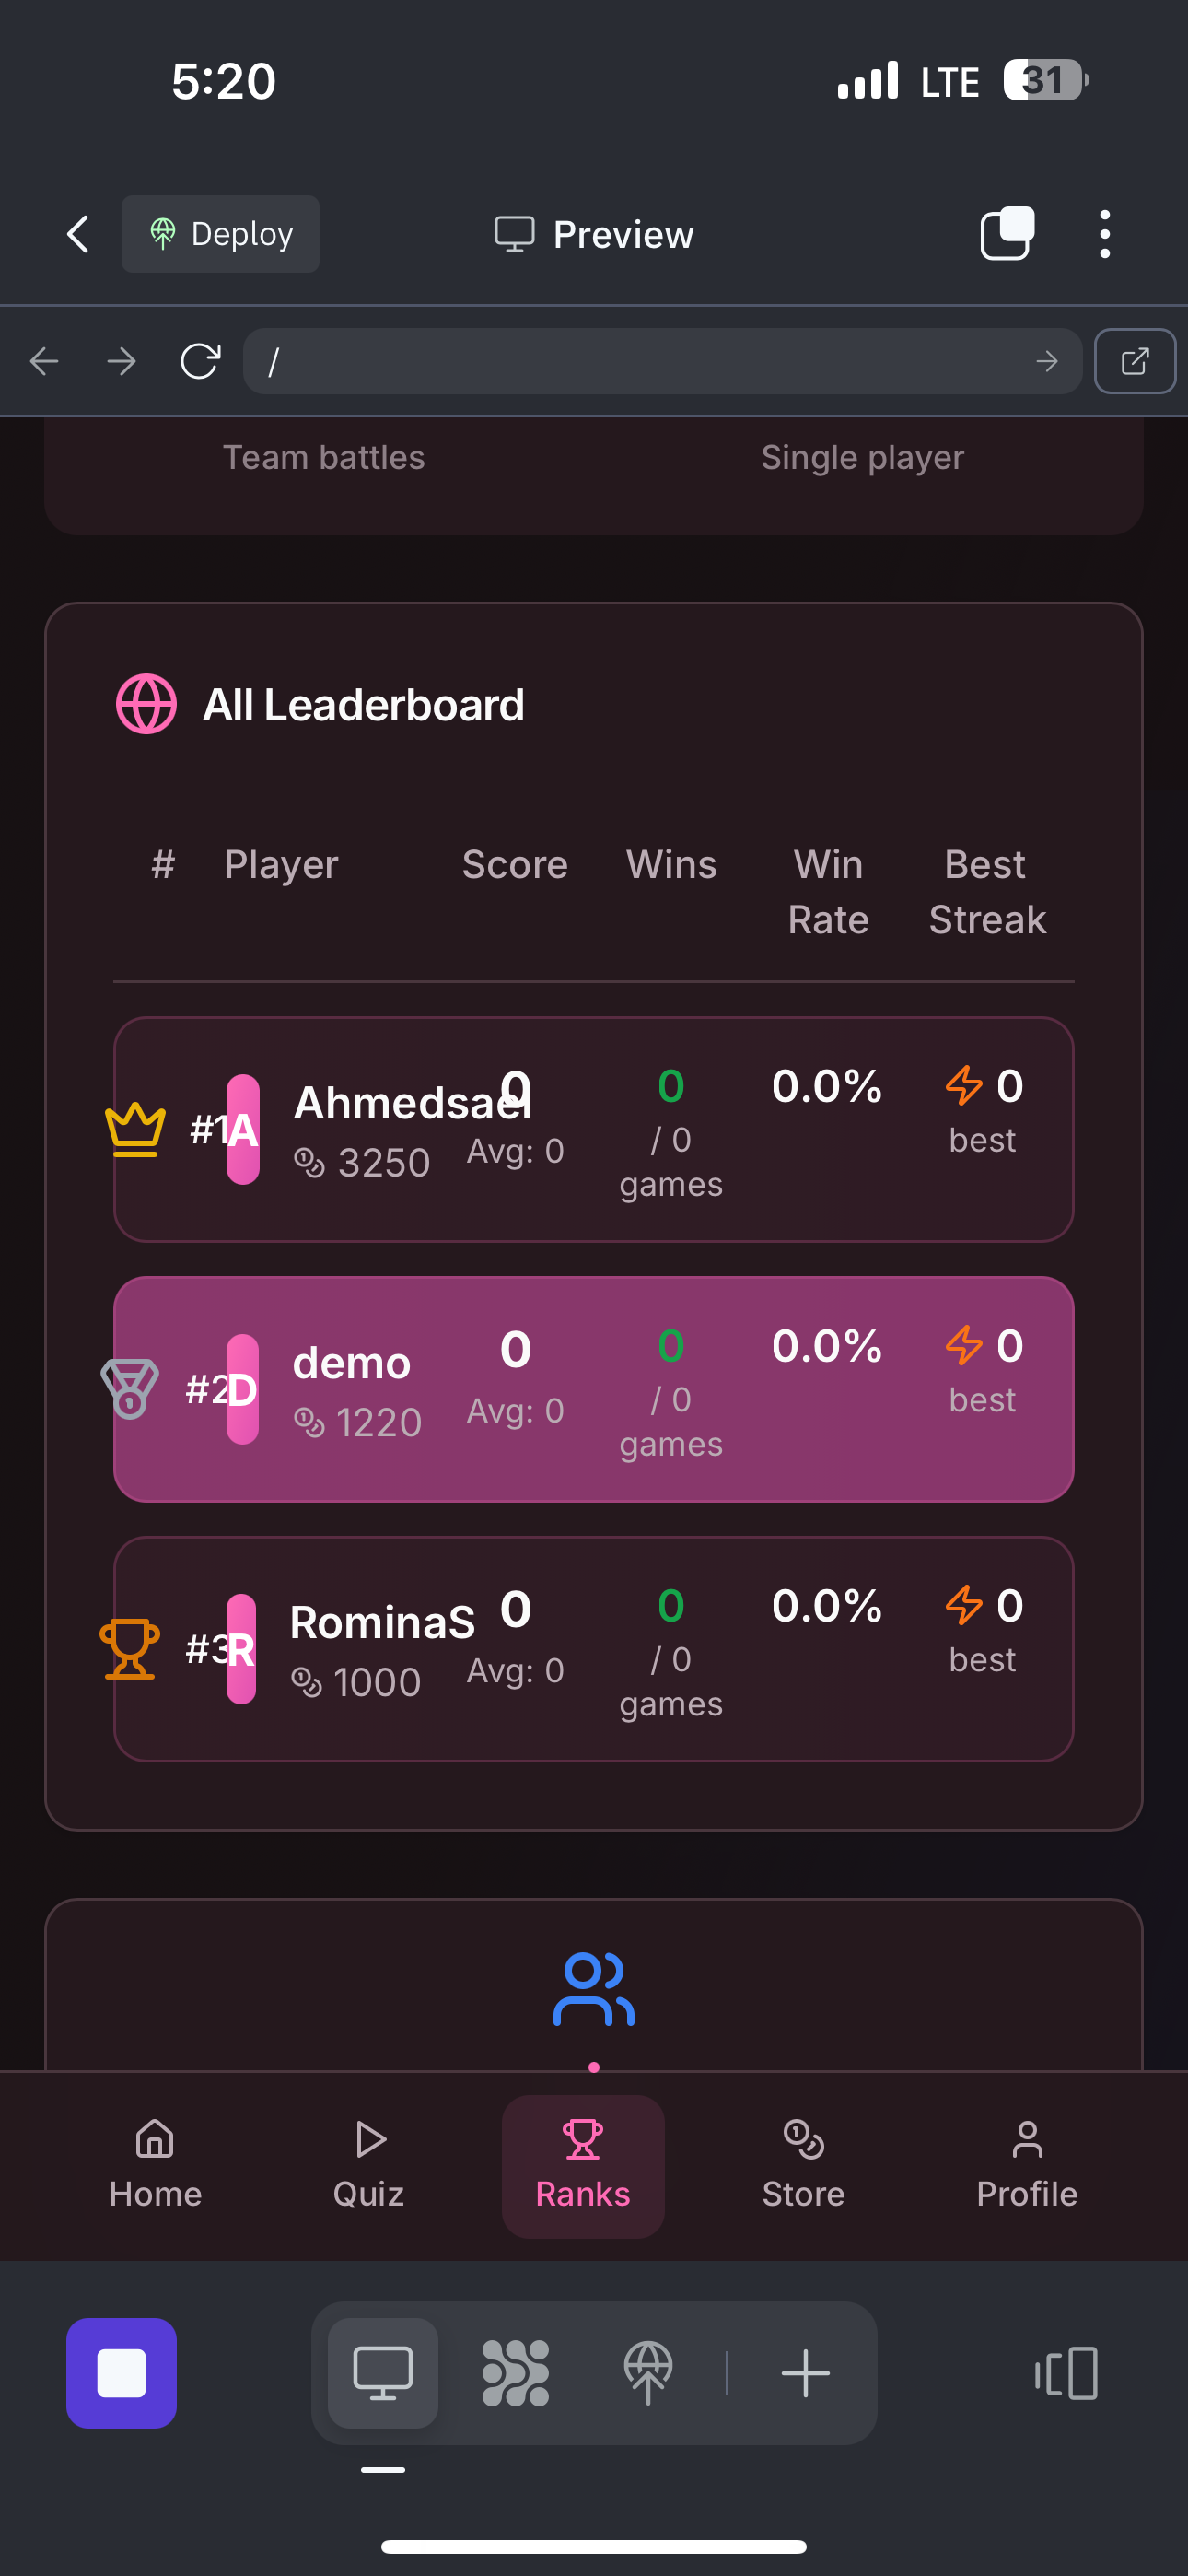 5:20
LTE 31
Deploy
Preview
/
Team battles
Single player
All Leaderboard
# Player Score Wins Win Rate Best Streak
#1 A Ahmedsael 0 0 0.0% 0
3250 Avg: 0 / 0 games best
#2 D demo 0 0 0.0% 0
1220 Avg: 0 / 0 games best
#3 R RominaS 0 0 0.0% 0
1000 Avg: 0 / 0 games best
Home Quiz Ranks Store Profile